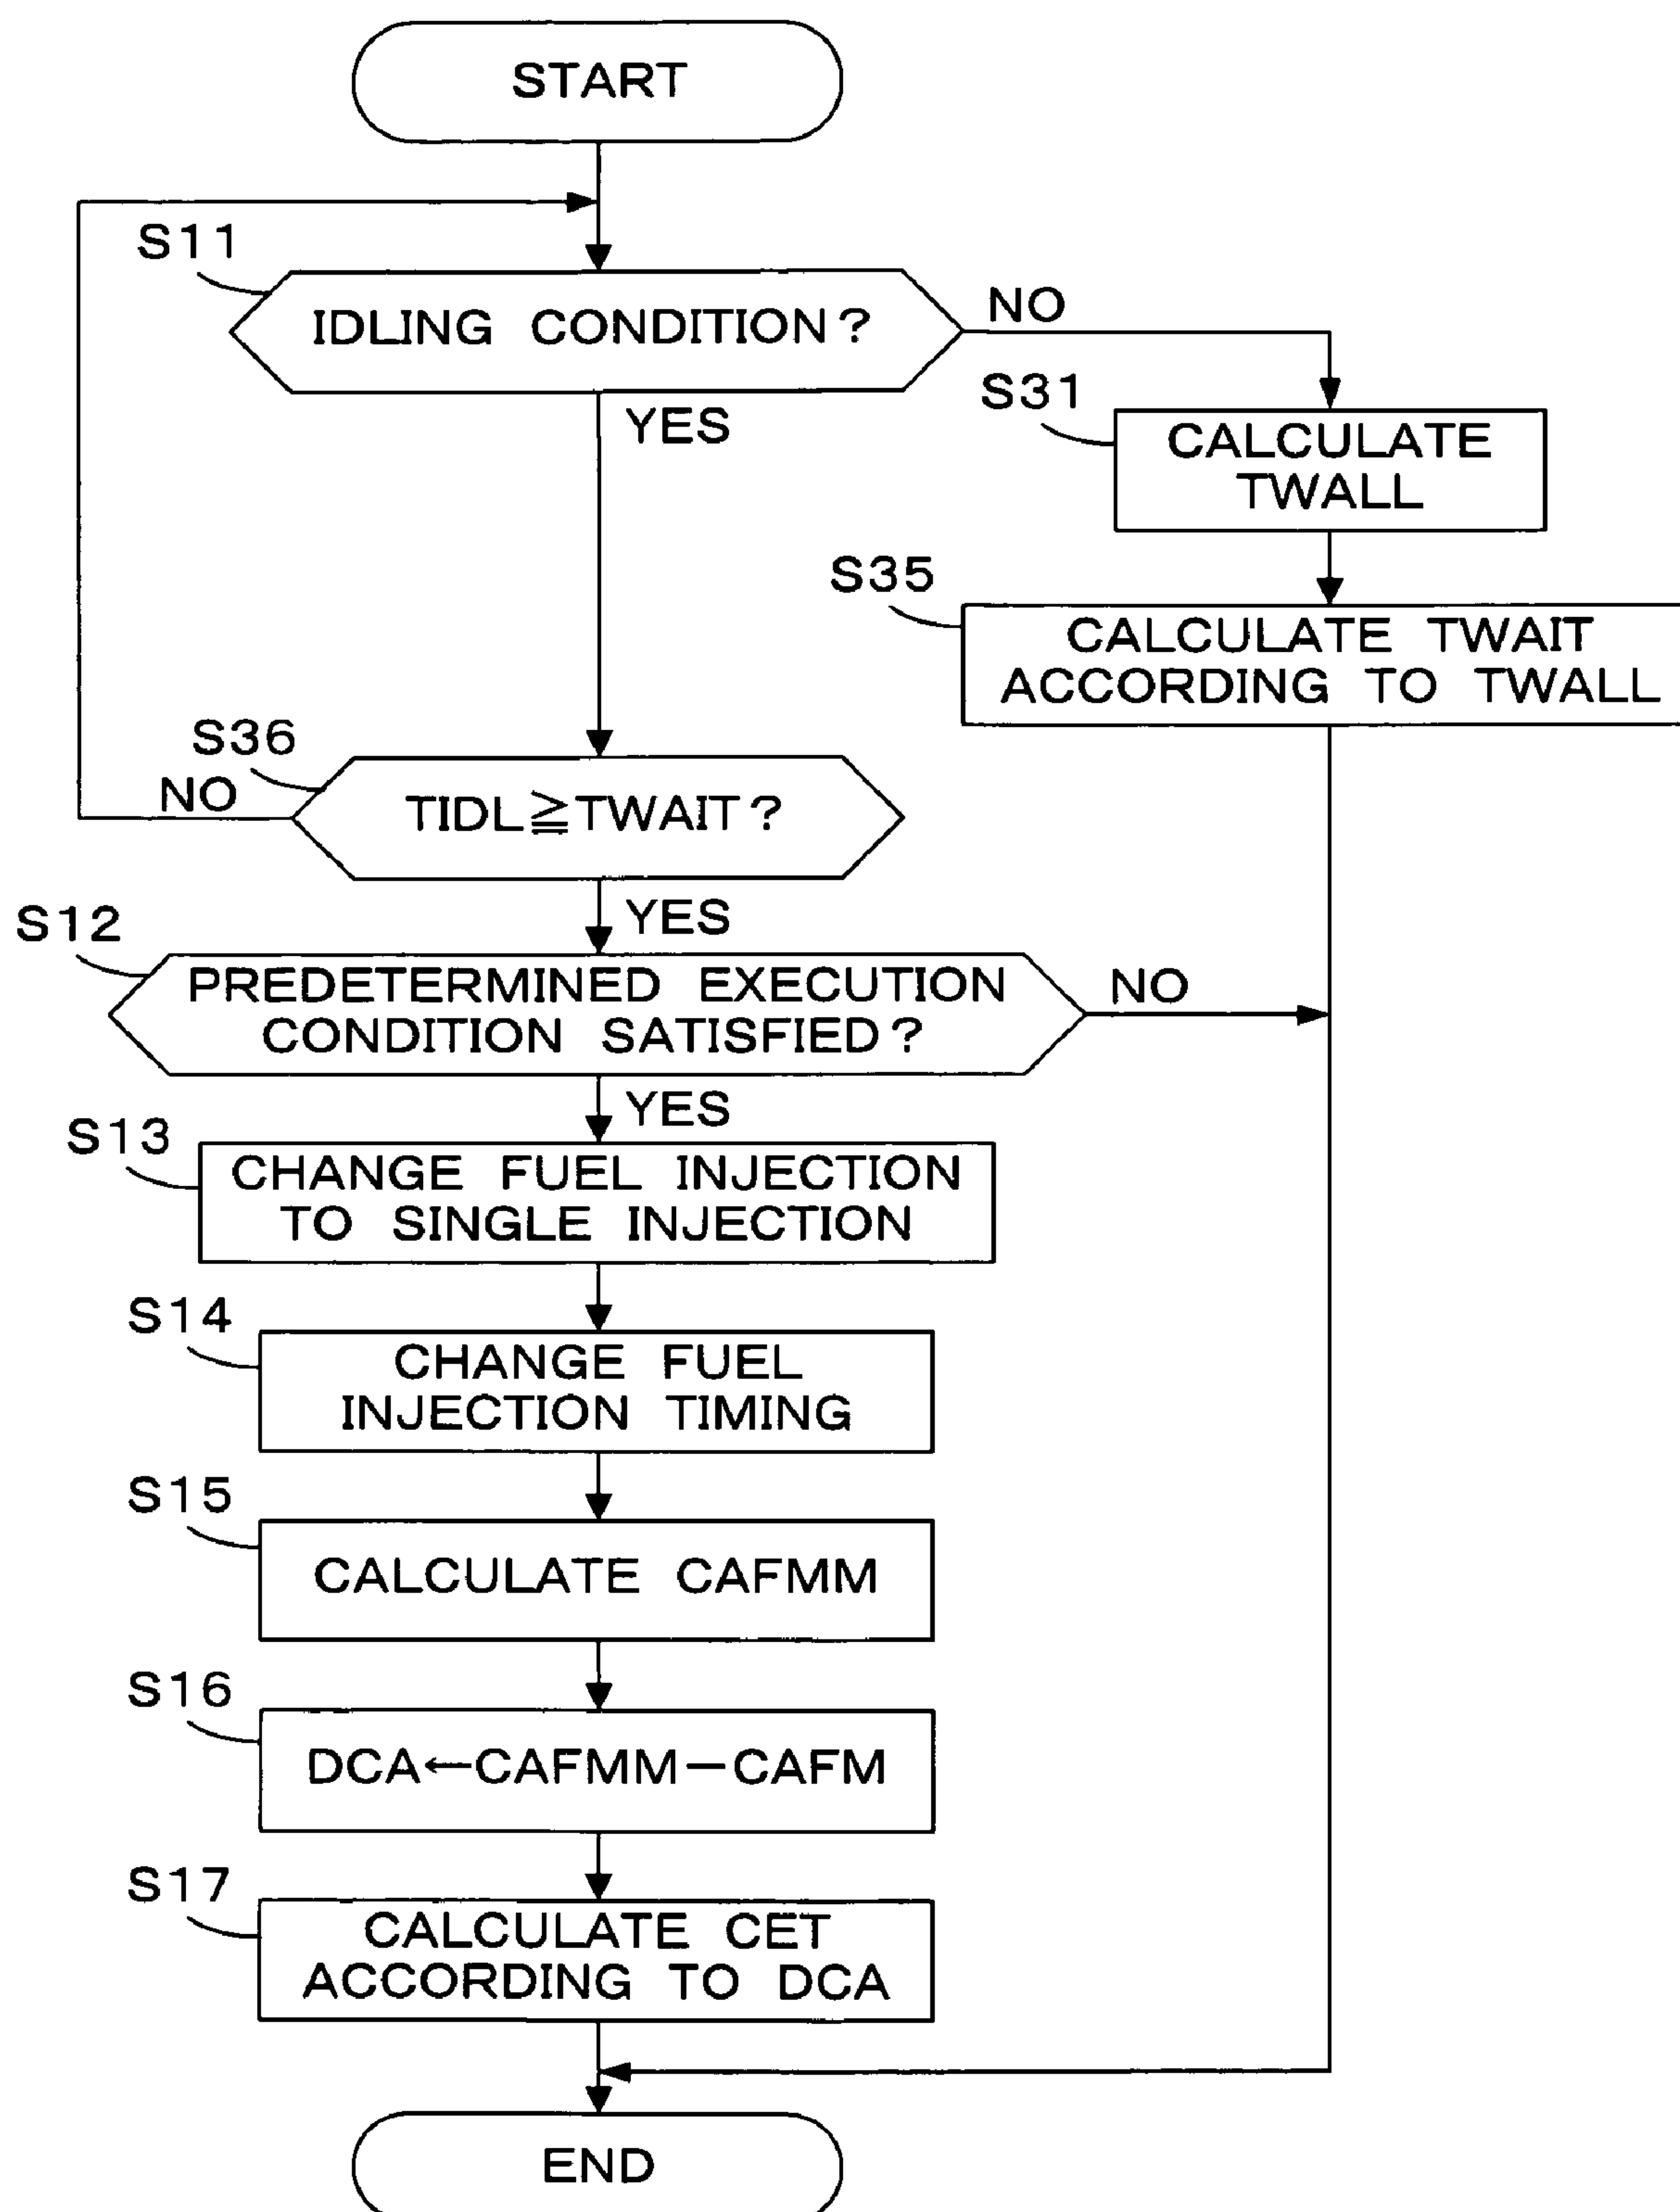 START
S11
IDLING CONDITION?
NO
YES
S31
CALCULATE
TWALL
S35
CALCULATE TWAIT
ACCORDING TO TWALL
S36
NO
TIDL≧TWAIT?
YES
S12
PREDETERMINED EXECUTION
CONDITION SATISFIED?
NO
YES
S13
CHANGE FUEL INJECTION
TO SINGLE INJECTION
S14
CHANGE FUEL
INJECTION TIMING
S15
CALCULATE CAFMM
S16
DCA←CAFMM−CAFM
S17
CALCULATE CET
ACCORDING TO DCA
END